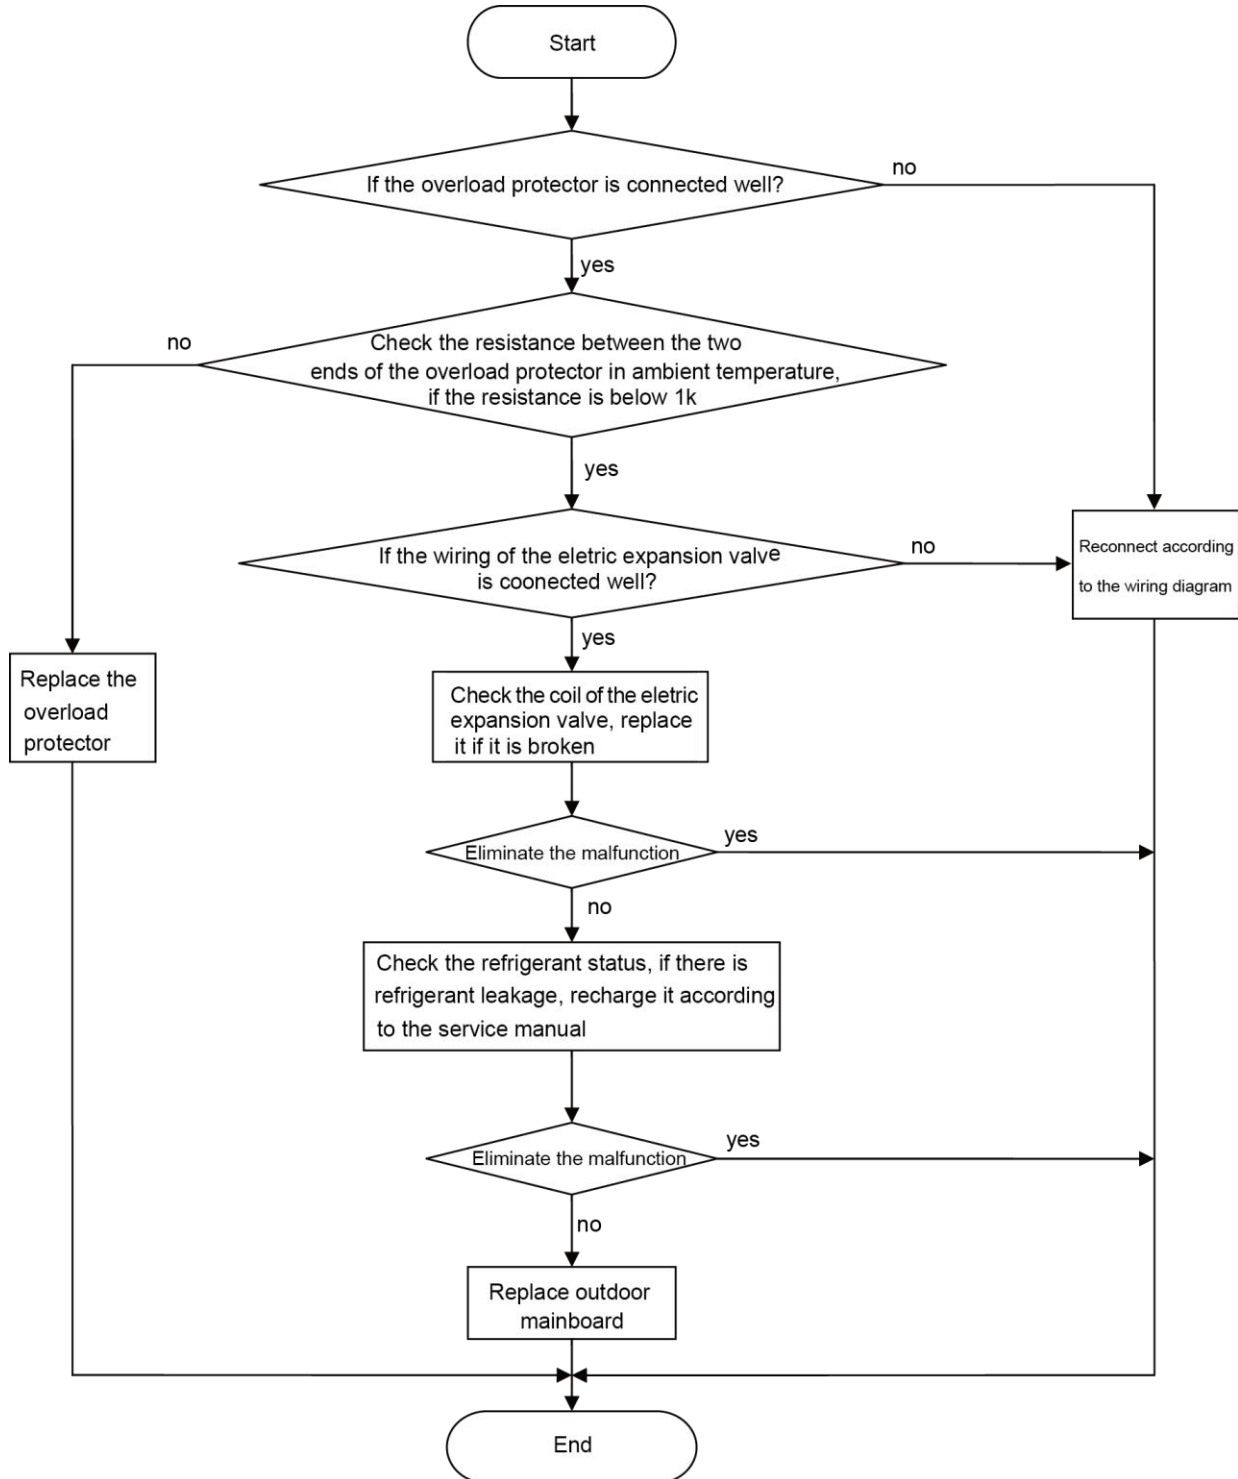 Start
If the overload protector is connected well?
no
yes
no
Check the resistance between the two
ends of the overload protector in ambient temperature,
if the resistance is below 1k
yes
If the wiring of the eletric expansion valve
is coonected well?
no
Reconnect according
to the wiring diagram
yes
Replace the
overload
protector
Check the coil of the eletric
expansion valve, replace
it if it is broken
Eliminate the malfunction
yes
no
Check the refrigerant status, if there is
refrigerant leakage, recharge it according
to the service manual
Eliminate the malfunction
yes
no
Replace outdoor
mainboard
End